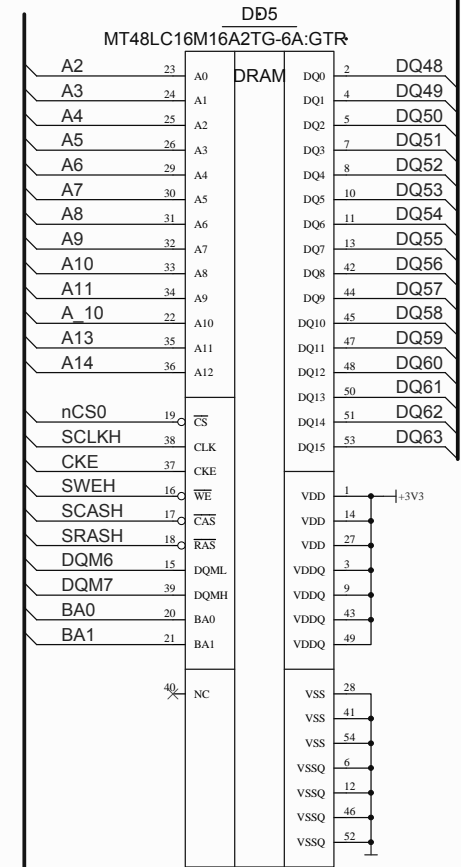 DD5
MT48LC16M16A2TG-6A:GTR
DRAM
A2 23 A0 DQ0 2 DQ48
A3 24 A1 DQ1 4 DQ49
A4 25 A2 DQ2 5 DQ50
A5 26 A3 DQ3 7 DQ51
A6 29 A4 DQ4 8 DQ52
A7 30 A5 DQ5 10 DQ53
A8 31 A6 DQ6 11 DQ54
A9 32 A7 DQ7 13 DQ55
A10 33 A8 DQ8 42 DQ56
A11 34 A9 DQ9 44 DQ57
A_10 22 A10 DQ10 45 DQ58
A13 35 A11 DQ11 47 DQ59
A14 36 A12 DQ12 48 DQ60
DQ13 50 DQ61
nCS0 19 CS DQ14 51 DQ62
SCLKH 38 CLK DQ15 53 DQ63
CKE 37 CKE
SWEH 16 WE VDD 1 +3V3
SCASH 17 CAS VDD 14
SRASH 18 RAS VDD 27
DQM6 15 DQML VDDQ 3
DQM7 39 DQMH VDDQ 9
BA0 20 BA0 VDDQ 43
BA1 21 BA1 VDDQ 49
40 NC VSS 28
VSS 41
VSS 54
VSSQ 6
VSSQ 12
VSSQ 46
VSSQ 52